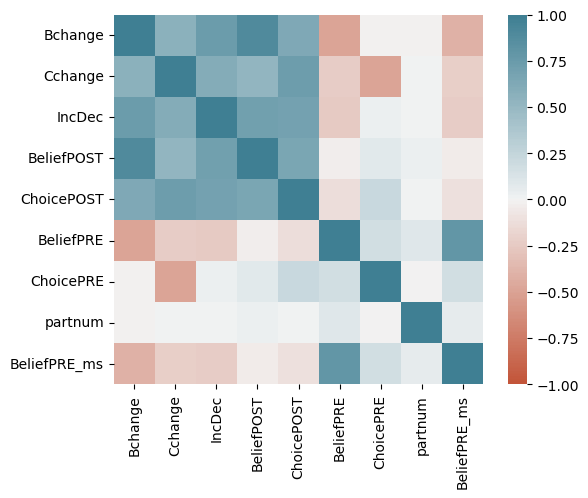 Bchange
Cchange
IncDec
BeliefPOST
ChoicePOST
BeliefPRE
ChoicePRE
partnum
BeliefPRE_ms
Bchange
Cchange
IncDec
BeliefPOST
ChoicePOST
BeliefPRE
ChoicePRE
partnum
BeliefPRE_ms
1.00
0.75
0.50
0.25
0.00
−0.25
−0.50
−0.75
−1.00